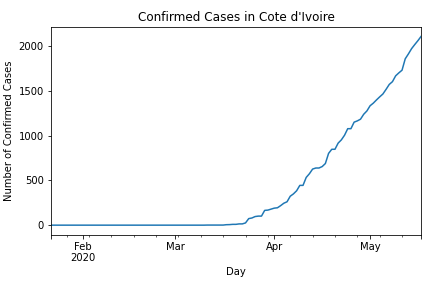 Confirmed Cases in Cote d'Ivoire
Number of Confirmed Cases
2000
1500
1000
500
0
Feb
2020
Mar
Apr
May
Day